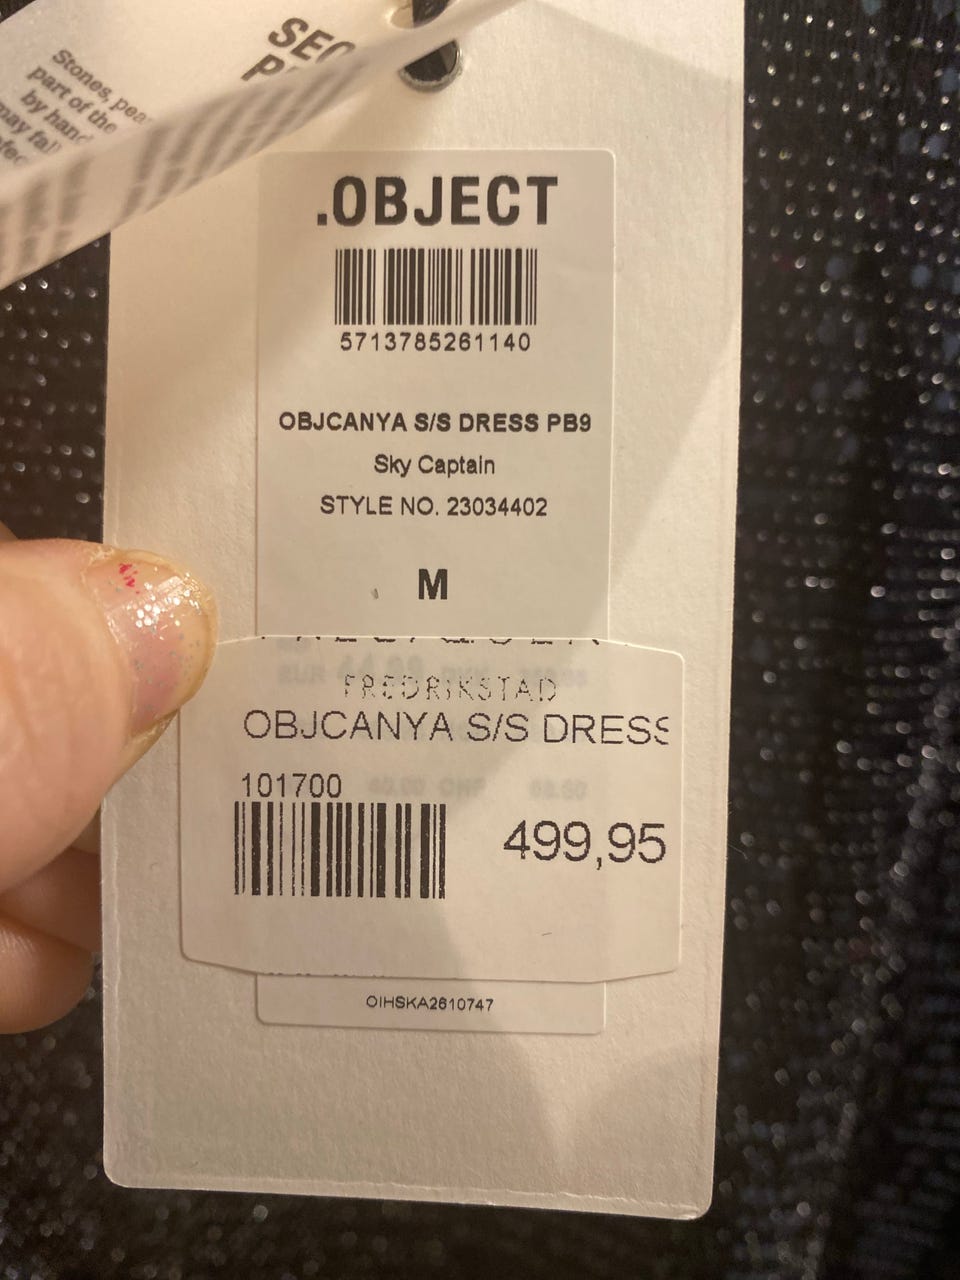 Stones, pea
part of the
by hand
may fall
SEC
.OBJECT
5713785261140
OBJCANYA S/S DRESS PB9
Sky Captain
STYLE NO. 23034402
M
FREDRIKSTAD
OBJCANYA S/S DRESS
101700
499,95
OIHSKA2610747